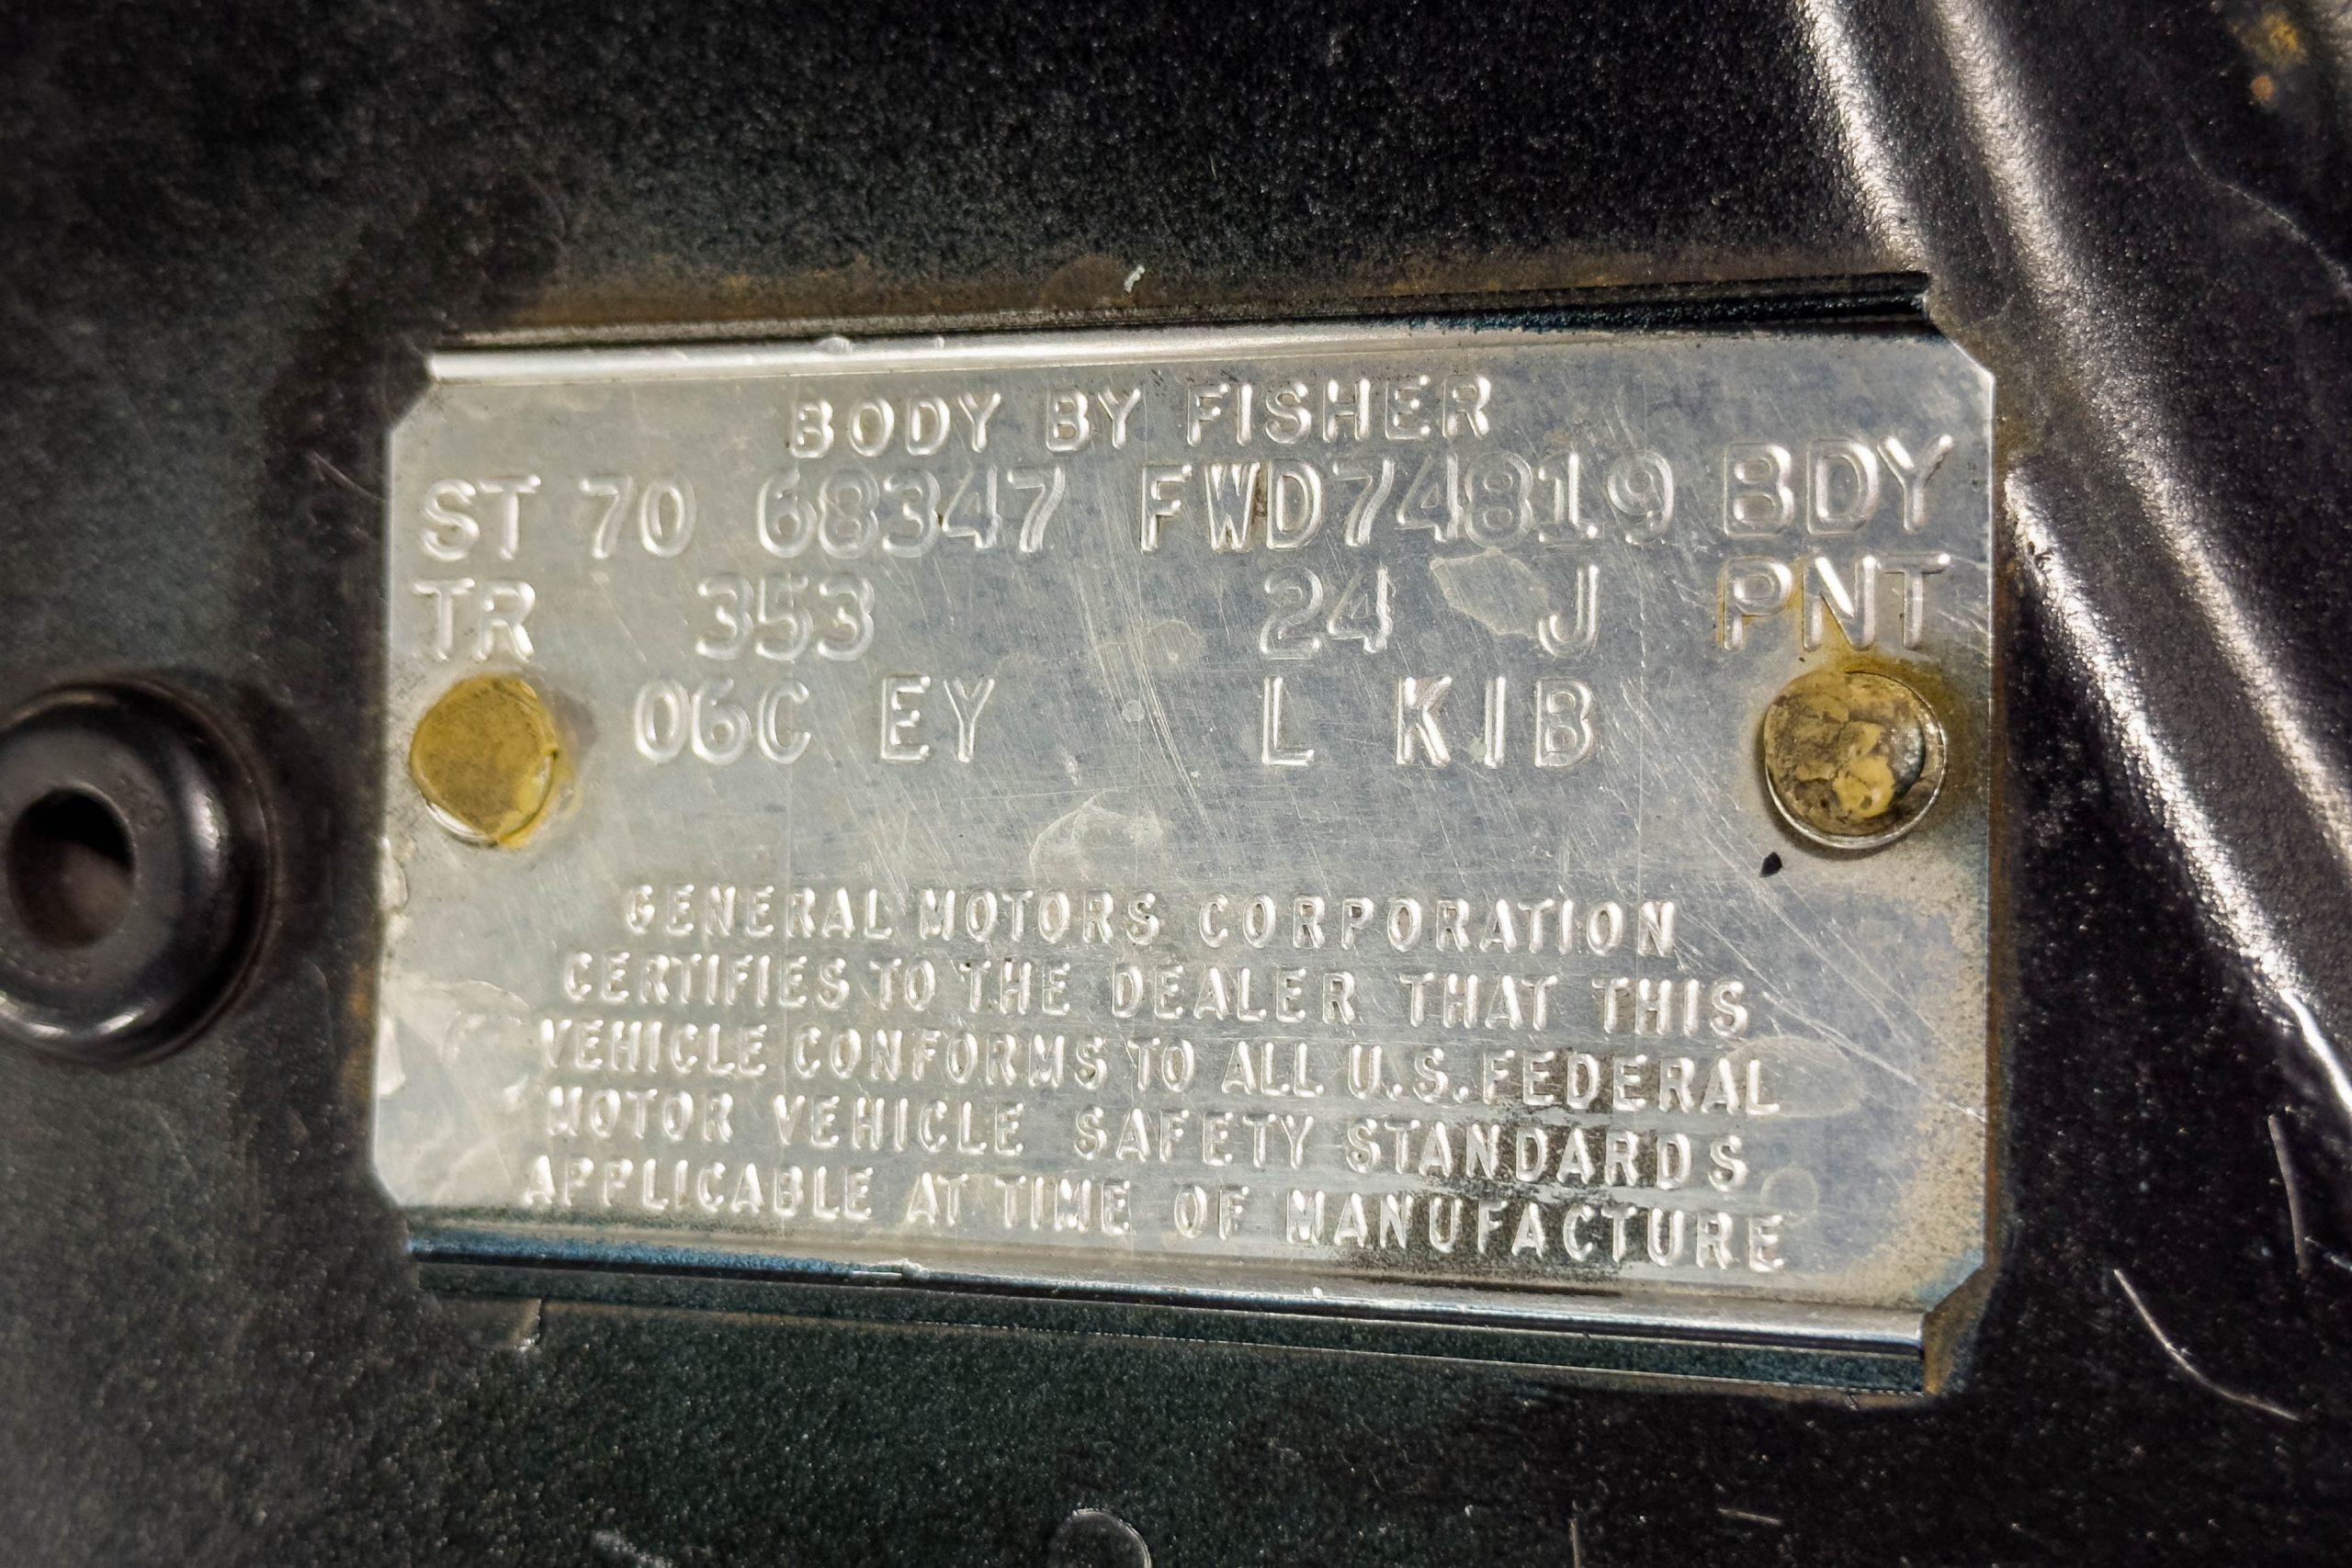 BODY BY FISHER
ST 70 68347 FWD74819 BDY
TR 353 24 J PNT
06C EY L KIB
GENERAL MOTORS CORPORATION
CERTIFIES TO THE DEALER THAT THIS
VEHICLE CONFORMS TO ALL U.S. FEDERAL
MOTOR VEHICLE SAFETY STANDARDS
APPLICABLE AT TIME OF MANUFACTURE